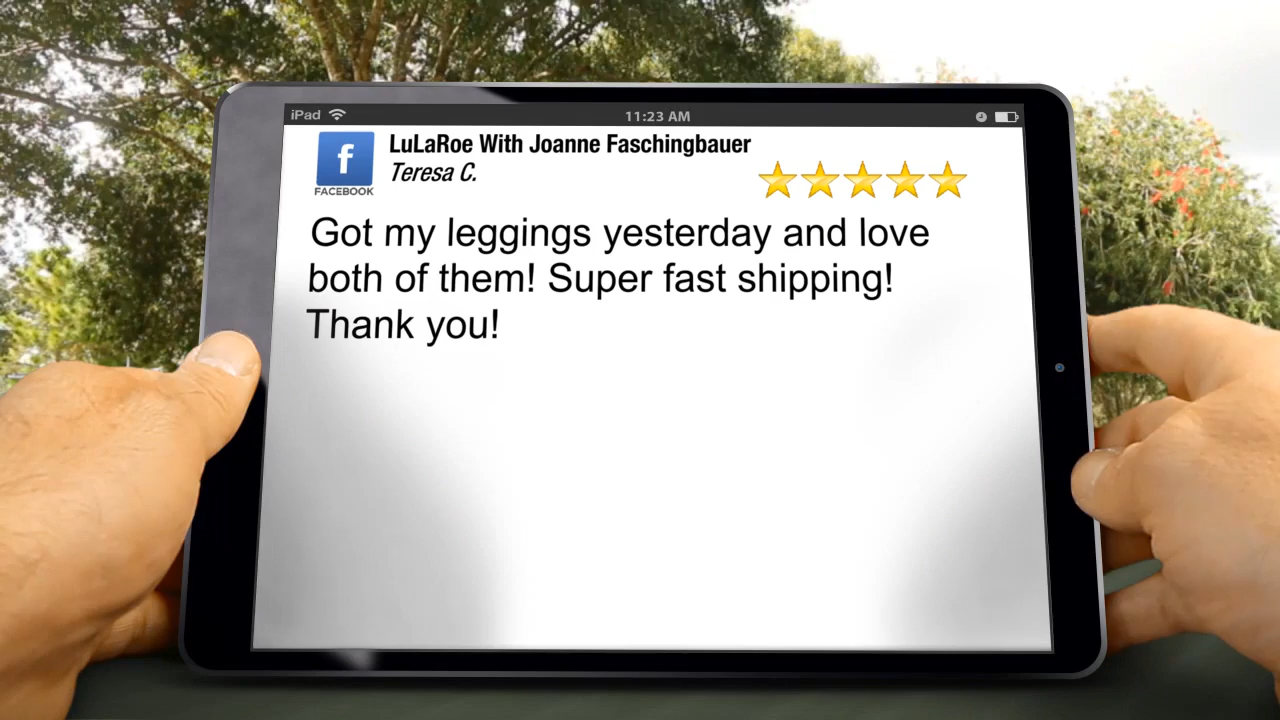 iPad
11:23 AM
f
FACEBOOK
LuLaRoe With Joanne Faschingbauer
Teresa C.
Got my leggings yesterday and love
both of them! Super fast shipping!
Thank you!